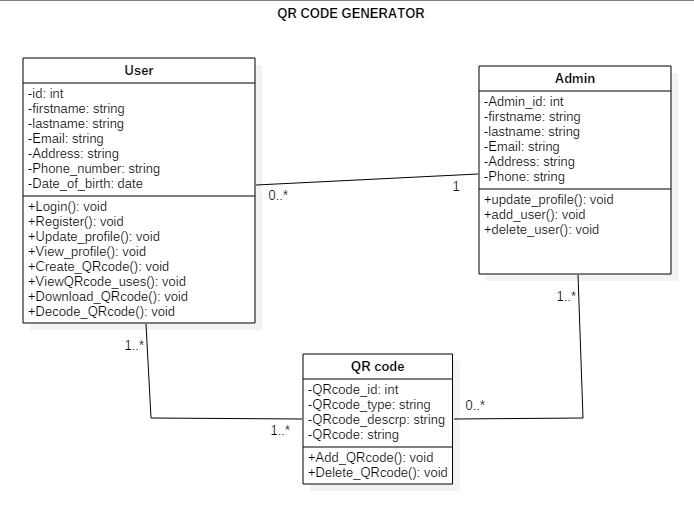 QR CODE GENERATOR
User
-id: int
-firstname: string
-lastname: string
-Email: string
-Address: string
-Phone_number: string
-Date_of_birth: date
+Login(): void
+Register(): void
+Update_profile(): void
+View_profile(): void
+Create_QRcode(): void
+ViewQRcode_uses(): void
+Download_QRcode(): void
+Decode_QRcode(): void
Admin
-Admin_id: int
-firstname: string
-lastname: string
-Email: string
-Address: string
-Phone: string
+update_profile(): void
+add_user(): void
+delete_user(): void
0..*
1
1..*
1..*
1..*
0..*
QR code
-QRcode_id: int
-QRcode_type: string
-QRcode_descrp: string
-QRcode: string
+Add_QRcode(): void
+Delete_QRcode(): void